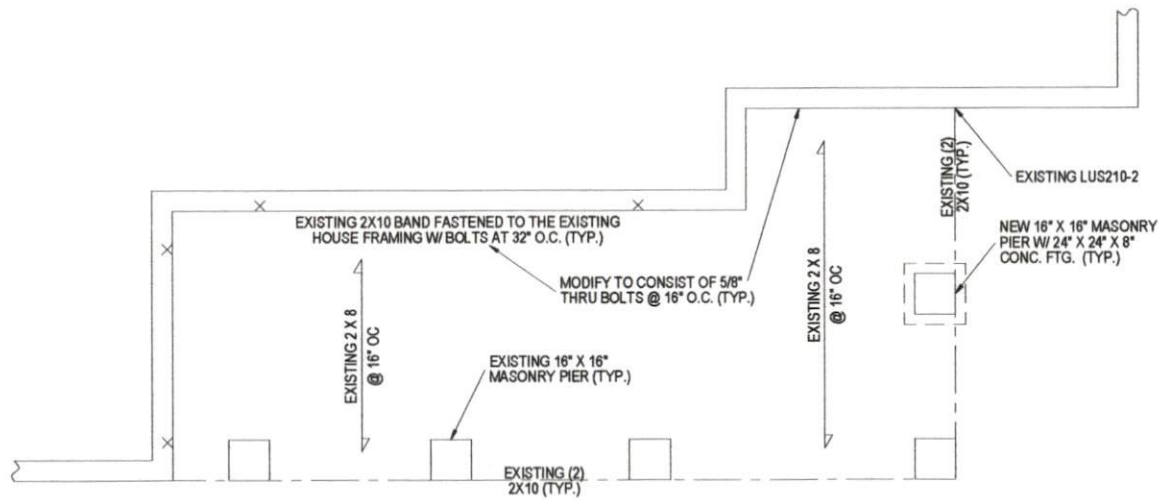 EXISTING (2)
2X10 (TYP.)
EXISTING LUS210-2
EXISTING 2X10 BAND FASTENED TO THE EXISTING
HOUSE FRAMING W/ BOLTS AT 32" O.C. (TYP.)
NEW 16" X 16" MASONRY
PIER W/ 24" X 24" X 8"
CONC. FTG. (TYP.)
MODIFY TO CONSIST OF 5/8"
THRU BOLTS @ 16" O.C. (TYP.)
EXISTING 2 X 8
@ 16" OC
EXISTING 2 X 8
@ 16" OC
EXISTING 16" X 16"
MASONRY PIER (TYP.)
EXISTING (2)
2X10 (TYP.)